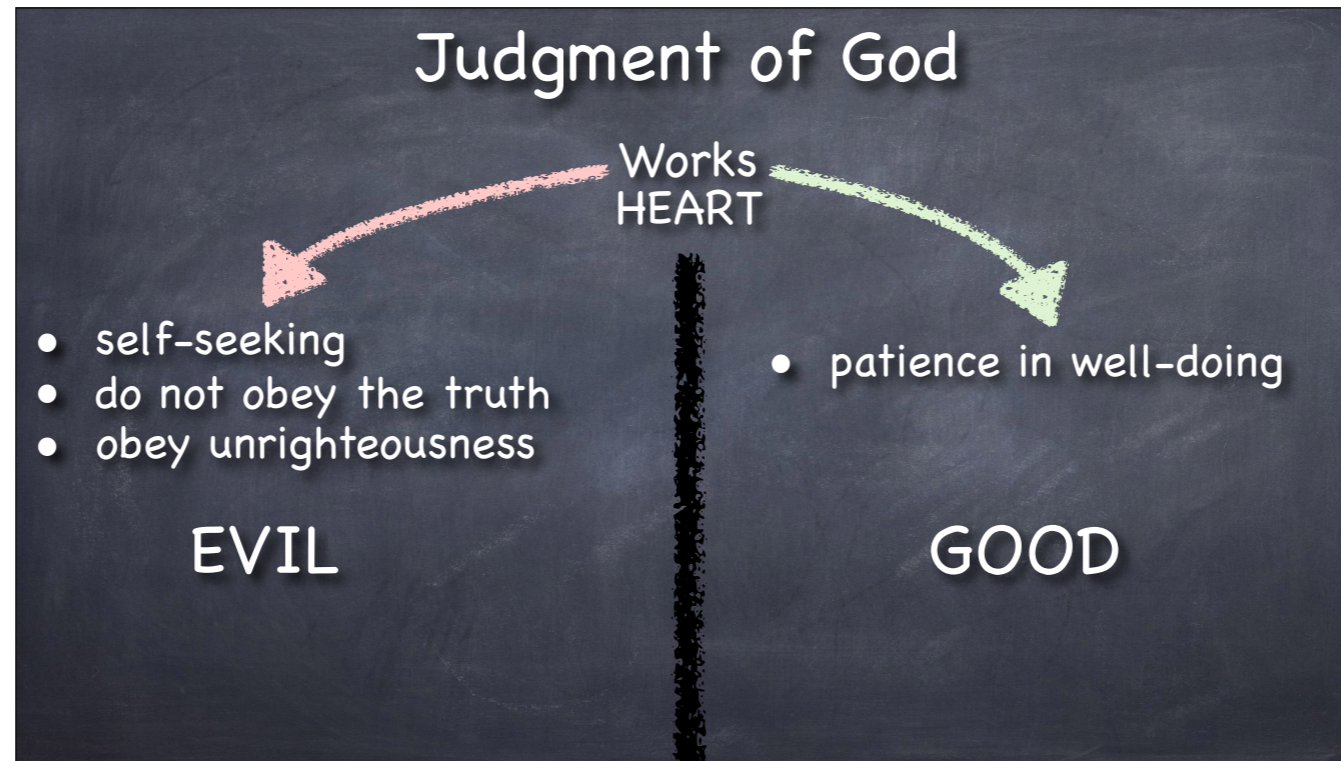 Judgment of God
Works
HEART
• self-seeking
• do not obey the truth
• obey unrighteousness
• patience in well-doing
EVIL
GOOD